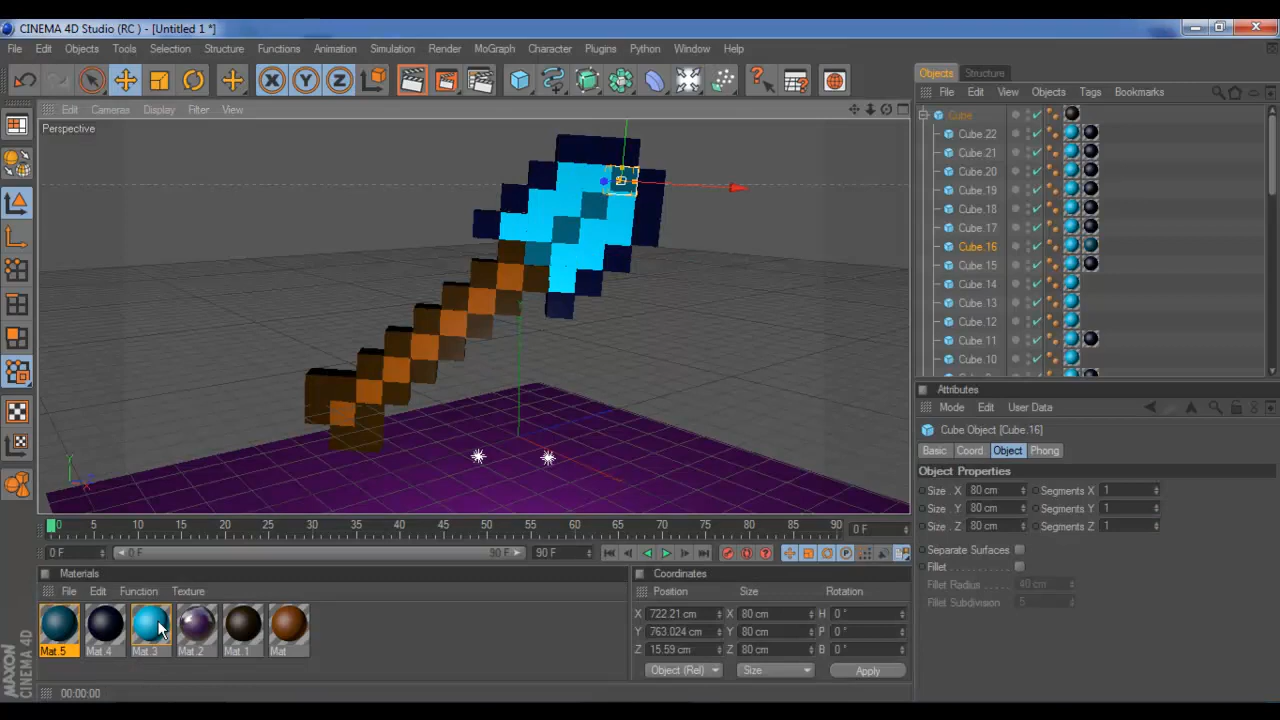 CINEMA 4D Studio (RC ) - [Untitled 1 *]
File Edit Objects Tools Selection Structure Functions Animation Simulation Render MoGraph Character Plugins Python Window Help
Objects Structure
File Edit View Objects Tags Bookmarks
Edit Cameras Display Filter View
Perspective
Cube
Cube.22
Cube.21
Cube.20
Cube.19
Cube.18
Cube.17
Cube.16
Cube.15
Cube.14
Cube.13
Cube.12
Cube.11
Cube.10
Attributes
Mode Edit User Data
Cube Object [Cube.16]
Basic Coord Object Phong
Object Properties
Size . X 80 cm Segments X 1
Size . Y 80 cm Segments Y 1
Size . Z 80 cm Segments Z 1
Separate Surfaces
Fillet
Fillet Radius 40 cm
Fillet Subdivision 5
0 5 10 15 20 25 30 35 40 45 50 55 60 65 70 75 80 85 90 0 F
0 F 0 F 90 F 90 F
Materials
File Edit Function Texture
Mat.5 Mat.4 Mat.3 Mat.2 Mat.1 Mat
Coordinates
Position Size Rotation
X 722.21 cm X 80 cm H 0 °
Y 763.024 cm Y 80 cm P 0 °
Z 15.59 cm Z 80 cm B 0 °
Object (Rel) Size Apply
MAXON CINEMA 4D
00:00:00